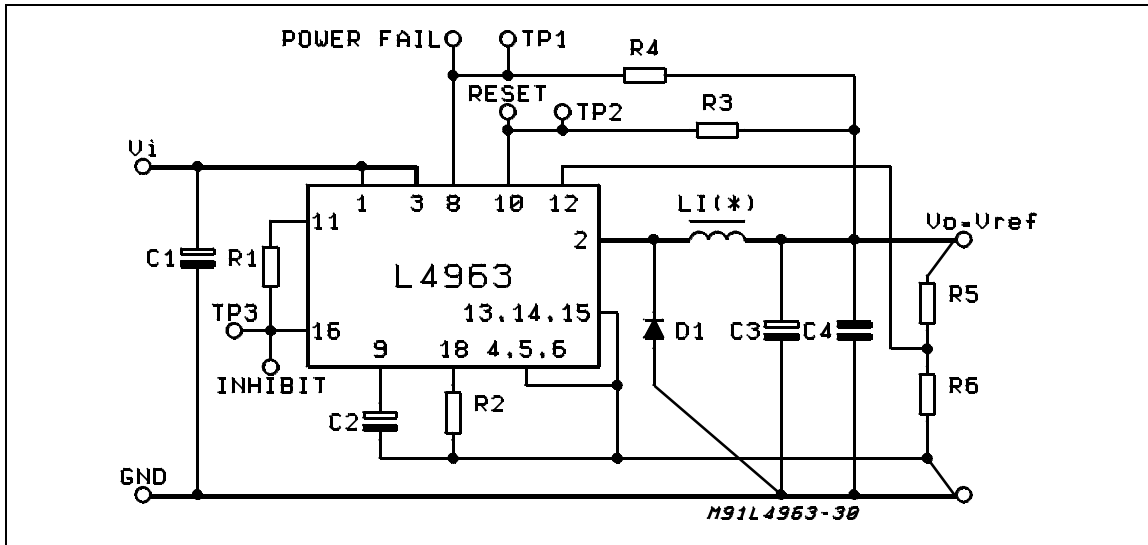 POWER FAIL
TP1
R4
RESET
TP2
R3
Vi
1 3 8 10 12
11
2
LI(*)
Vo=Vref
C1
R1
L4963
R5
TP3
13.14.15
16
D1
C3
C4
9 18 4.5.6
INHIBIT
C2
R2
R6
GND
M91L4963-30